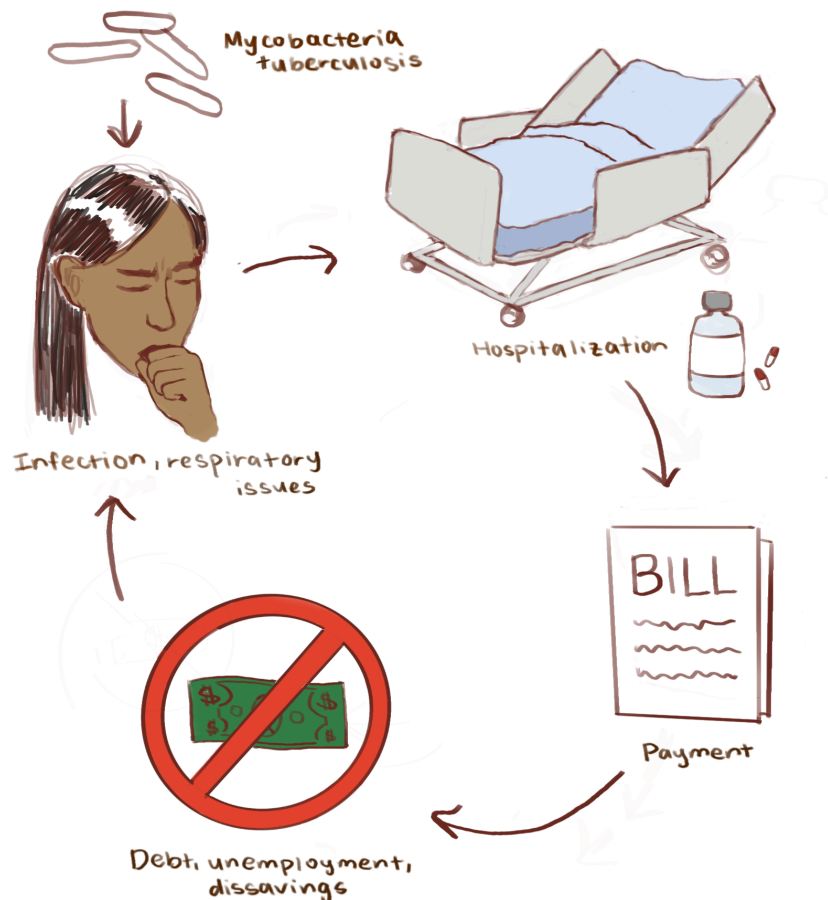 Mycobacteria
tuberculosis
Hospitalization
Infection, respiratory
issues
BILL
Payment
$ $
$ $
Debt, unemployment,
dissavings